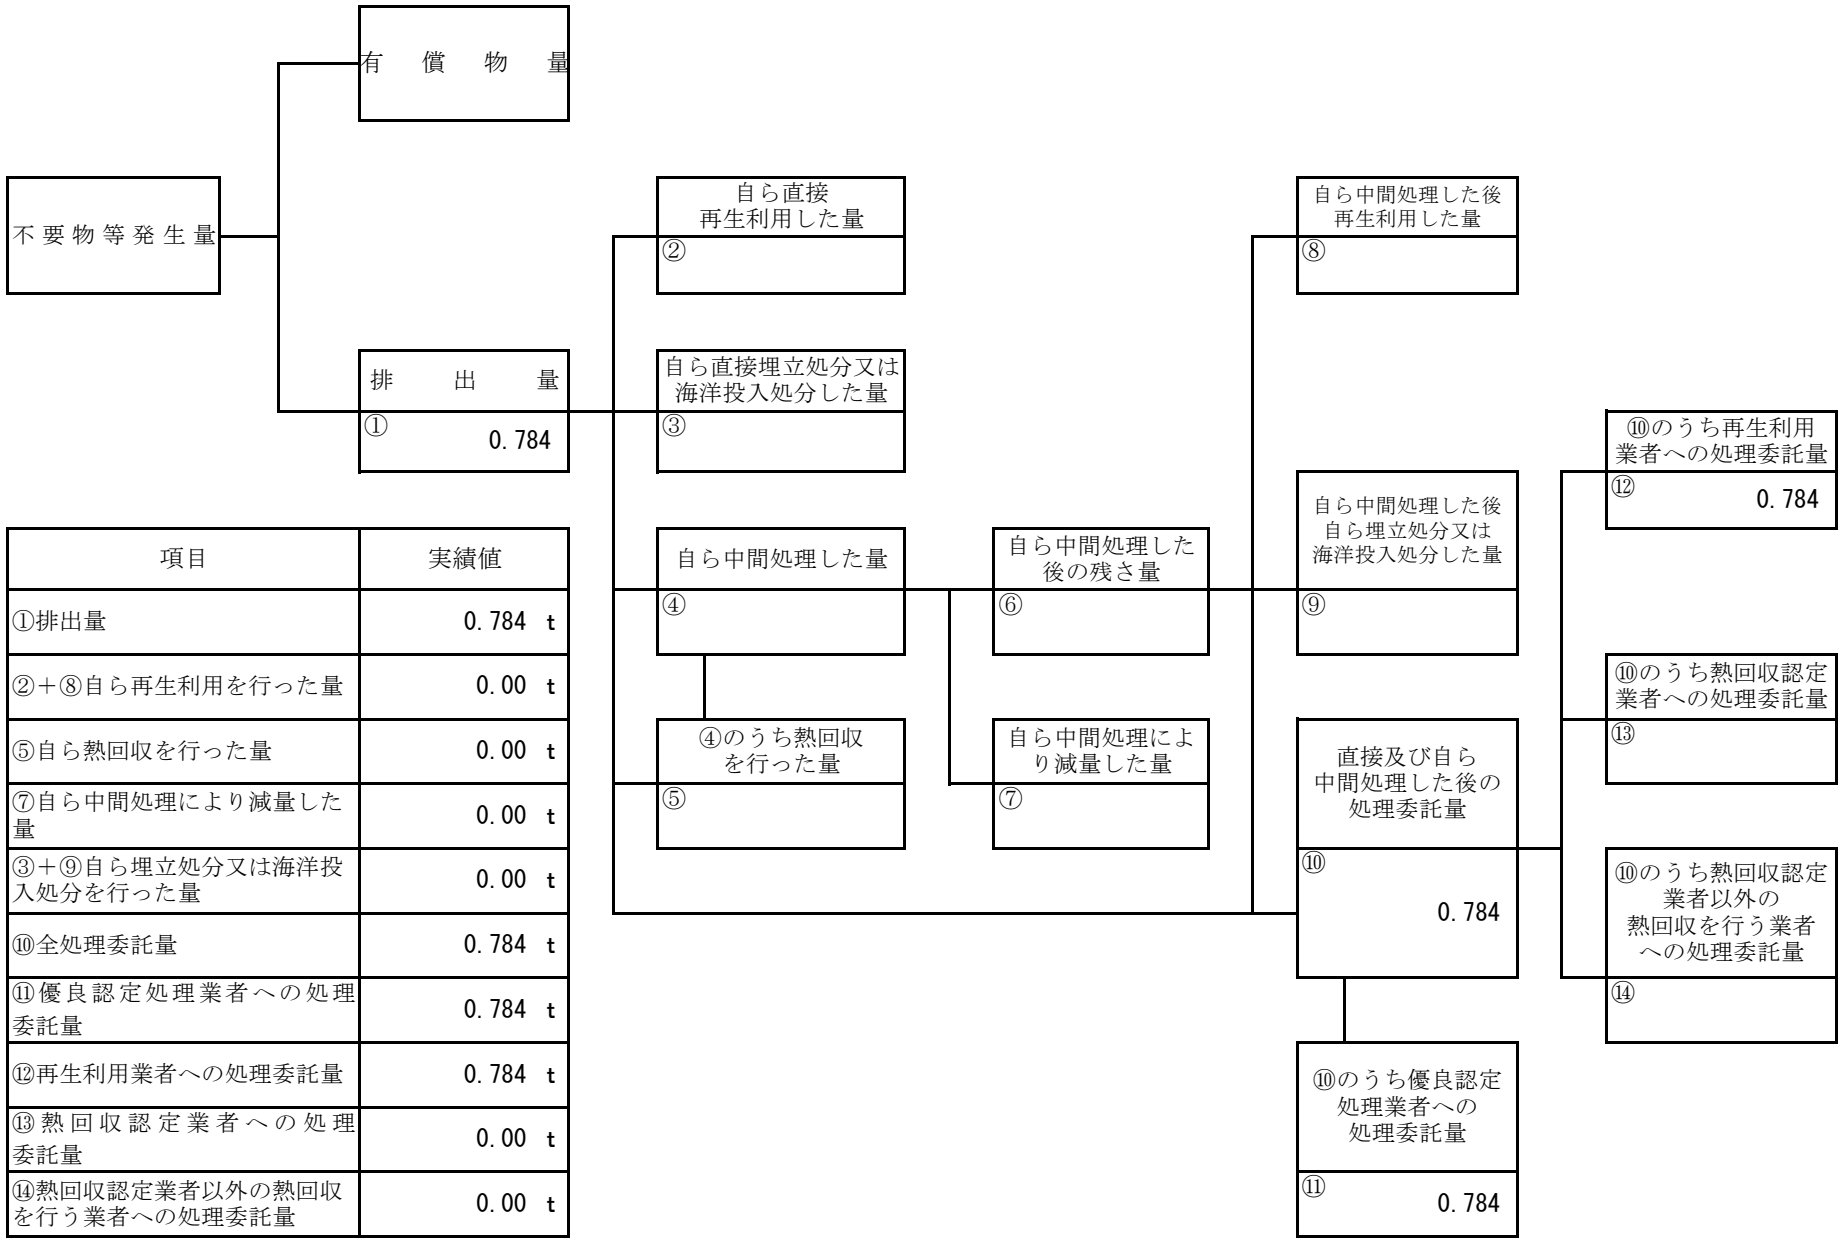 有償物量
不要物等発生量
自ら直接
再生利用した量
②
自ら中間処理した後
再生利用した量
⑧
排出量
①
0.784
自ら直接埋立処分又は
海洋投入処分した量
③
⑩のうち再生利用
業者への処理委託量
⑫
0.784
自ら中間処理した量
④
自ら中間処理した
後の残さ量
⑥
自ら中間処理した後
自ら埋立処分又は
海洋投入処分した量
⑨
⑩のうち熱回収認定
業者への処理委託量
⑬
④のうち熱回収
を行った量
⑤
自ら中間処理によ
り減量した量
⑦
直接及び自ら
中間処理した後の
処理委託量
⑩
0.784
⑩のうち熱回収認定
業者以外の
熱回収を行う業者
への処理委託量
⑭
⑩のうち優良認定
処理業者への
処理委託量
⑪
0.784
項目 実績値
①排出量 0.784 t
②＋⑧自ら再生利用を行った量 0.00 t
⑤自ら熱回収を行った量 0.00 t
⑦自ら中間処理により減量した
量 0.00 t
③＋⑨自ら埋立処分又は海洋投
入処分を行った量 0.00 t
⑩全処理委託量 0.784 t
⑪優良認定処理業者への処理
委託量 0.784 t
⑫再生利用業者への処理委託量 0.784 t
⑬熱回収認定業者への処理
委託量 0.00 t
⑭熱回収認定業者以外の熱回収
を行う業者への処理委託量 0.00 t